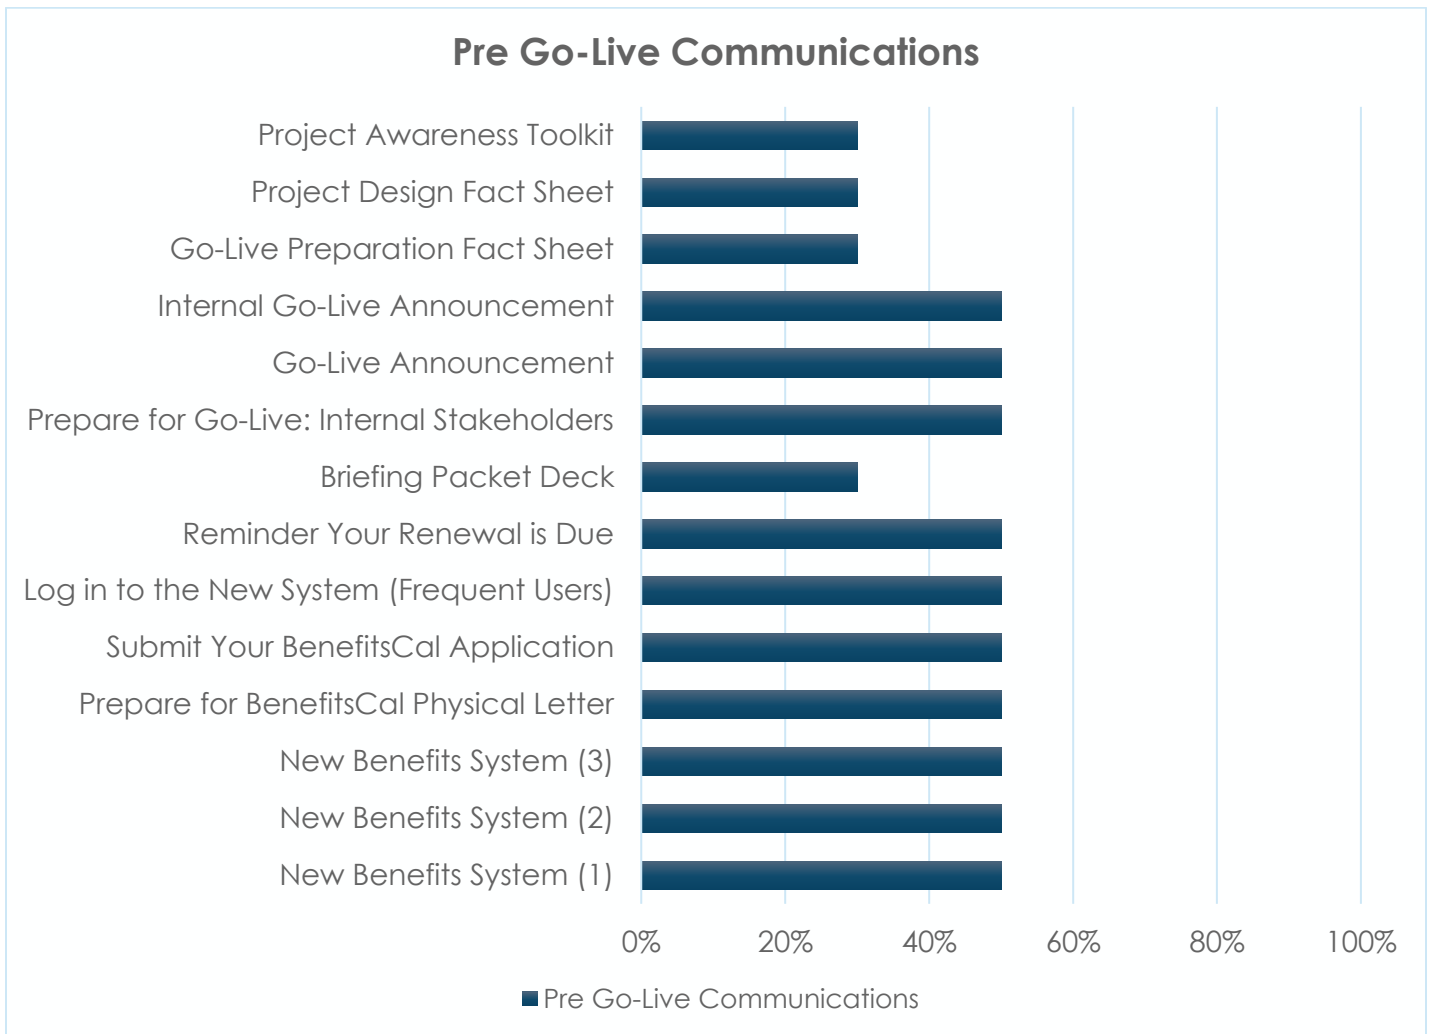 Pre Go-Live Communications
Project Awareness Toolkit
Project Design Fact Sheet
Go-Live Preparation Fact Sheet
Internal Go-Live Announcement
Go-Live Announcement
Prepare for Go-Live: Internal Stakeholders
Briefing Packet Deck
Reminder Your Renewal is Due
Log in to the New System (Frequent Users)
Submit Your BenefitsCal Application
Prepare for BenefitsCal Physical Letter
New Benefits System (3)
New Benefits System (2)
New Benefits System (1)
0% 20% 40% 60% 80% 100%
Pre Go-Live Communications